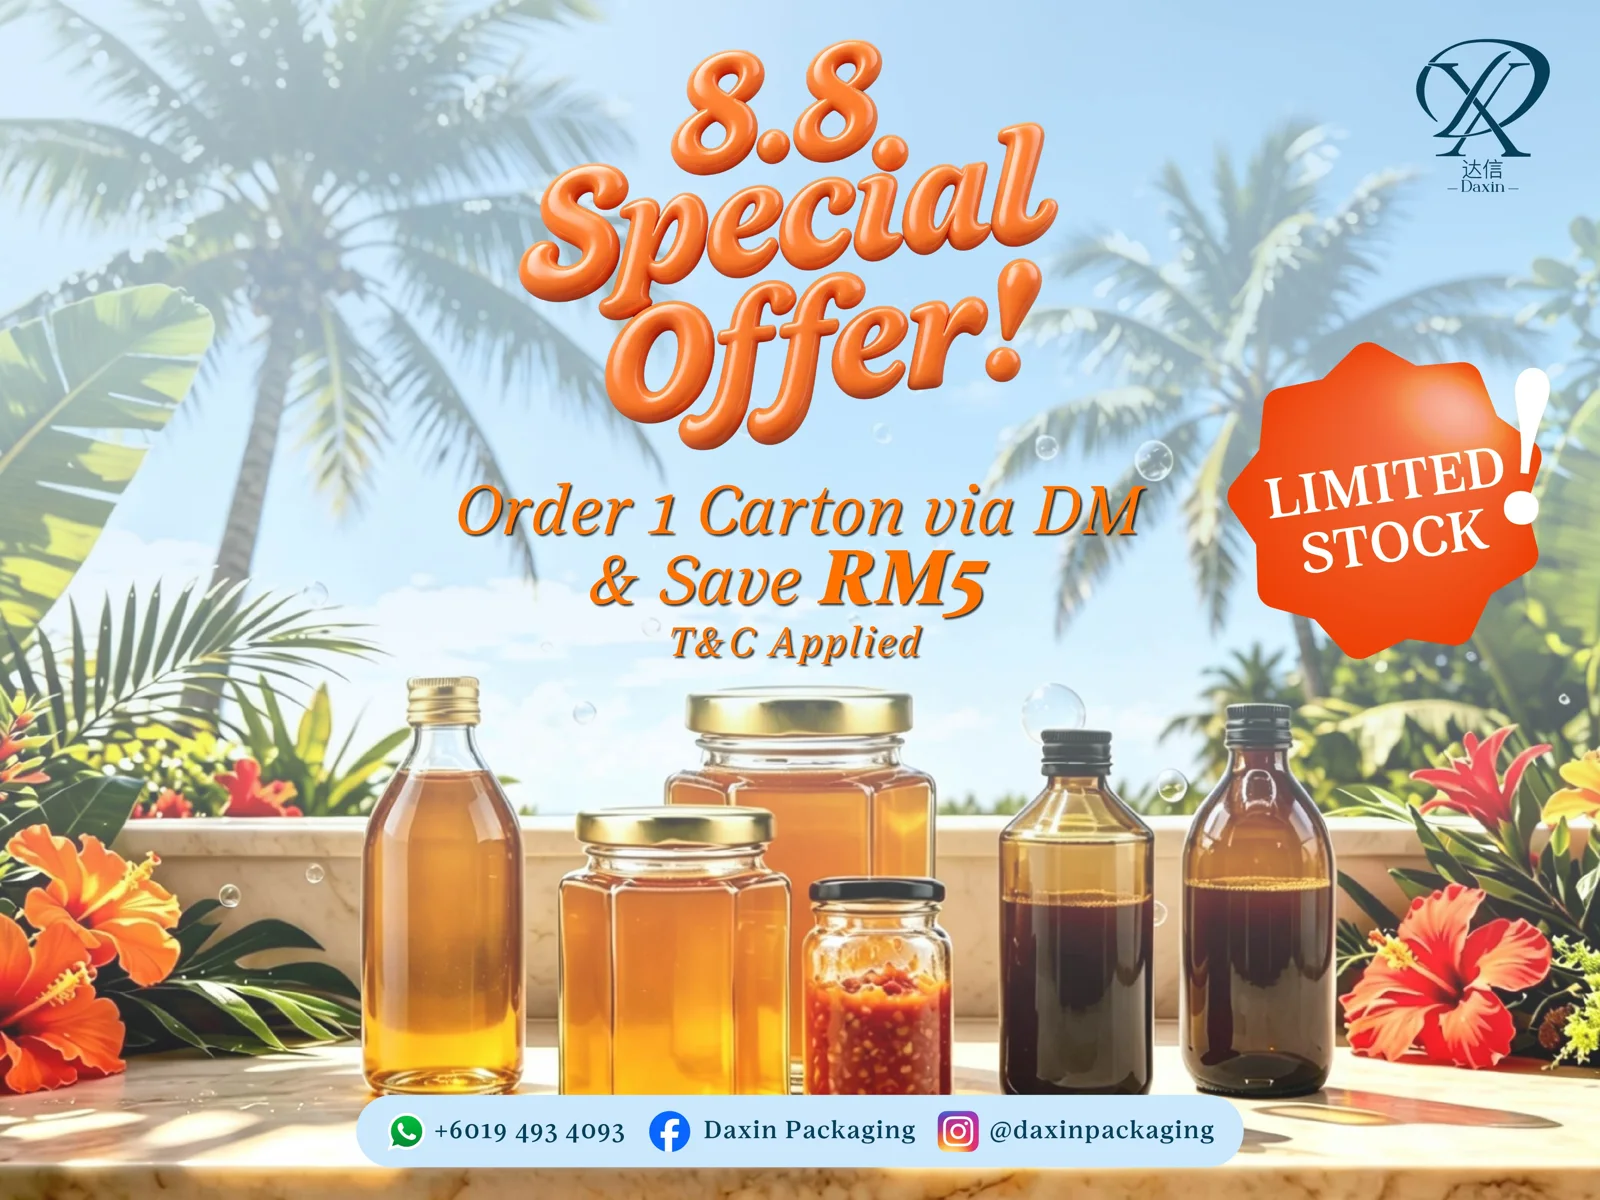 8.8.
Special
Offer!
达信
– Daxin –
LIMITED
STOCK!
Order 1 Carton via DM
& Save RM5
T&C Applied
+6019 493 4093
Daxin Packaging
@daxinpackaging